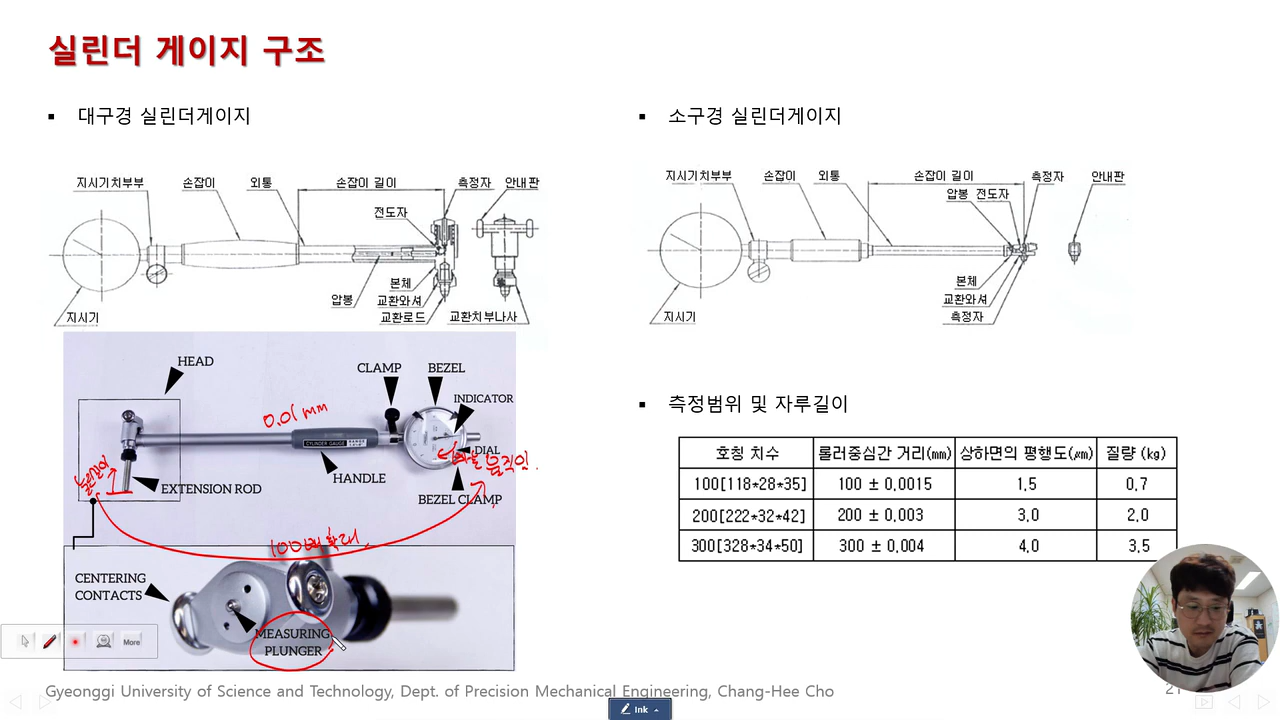 실린더 게이지 구조
▪ 대구경 실린더게이지
지시기치부부 손잡이 외통 손잡이 길이 측정자 안내판
전도자
본체
압봉 교환와셔
지시기 교환로드 교환치부나사
HEAD
CLAMP BEZEL
INDICATOR
0.01 mm
CYLINDER GAUGE
DIAL
움직임.
HANDLE
EXTENSION ROD
BEZEL CLAMP
100배 확대.
CENTERING
CONTACTS
MEASURING
PLUNGER
▪ 소구경 실린더게이지
지시기치부부 손잡이 외통 손잡이 길이 측정자 안내판
압봉 전도자
본체
교환와셔
지시기 측정자
▪ 측정범위 및 자루길이
호칭 치수 롤러중심간 거리(mm) 상하면의 평행도(㎛) 질량 (kg)
100[118*28*35] 100 ± 0.0015 1.5 0.7
200[222*32*42] 200 ± 0.003 3.0 2.0
300[328*34*50] 300 ± 0.004 4.0 3.5
More
Gyeonggi University of Science and Technology, Dept. of Precision Mechanical Engineering, Chang-Hee Cho
21
Ink